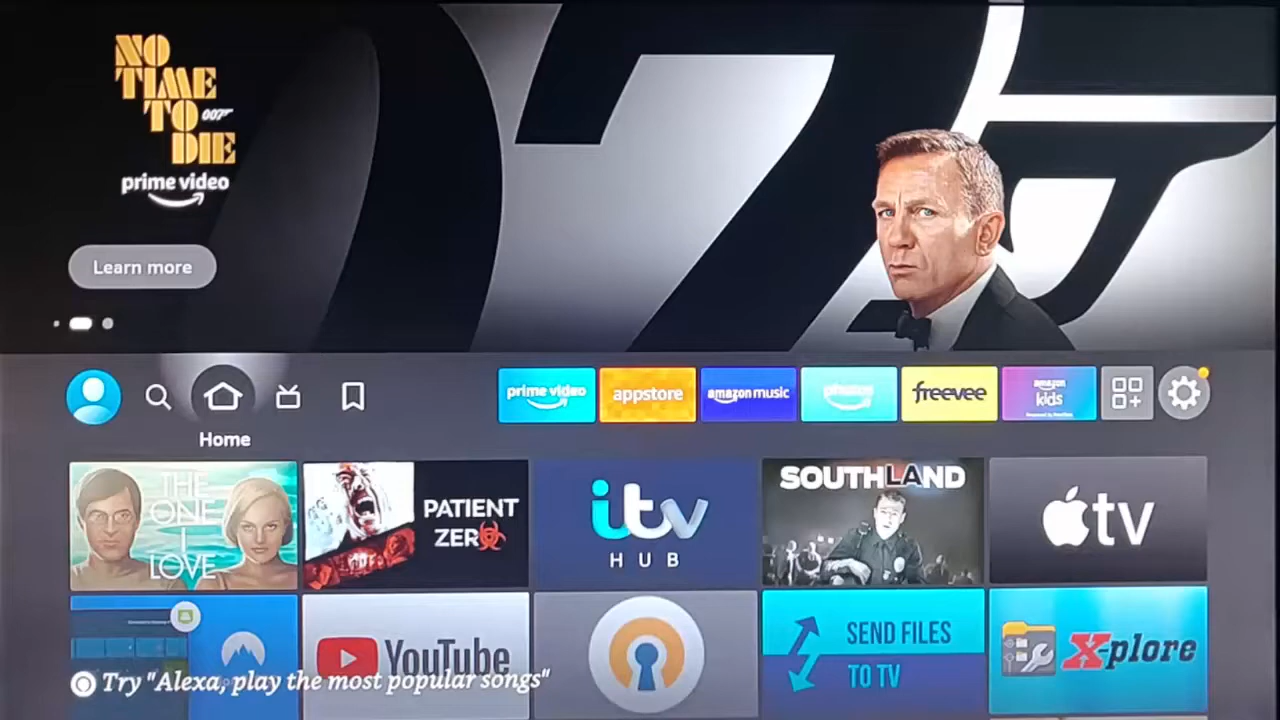 NO
TIME
TO
007
DIE
prime video
Learn more
prime video
appstore
amazon music
photos
freevee
amazon
kids
Home
THE
ONE
I
LOVE
PATIENT
ZERO
itv
HUB
SOUTHLAND
tv
YouTube
SEND FILES
TO TV
X-plore
Try "Alexa, play the most popular songs"